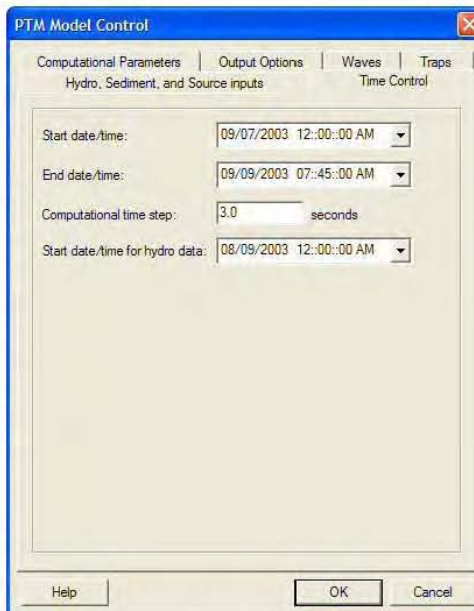 PTM Model Control
Computational Parameters | Output Options | Waves | Traps
Hydro, Sediment, and Source inputs Time Control
Start date/time: 09/07/2003 12::00::00 AM
End date/time: 09/09/2003 07::45::00 AM
Computational time step: 3.0 seconds
Start date/time for hydro data: 08/09/2003 12::00::00 AM
Help OK Cancel